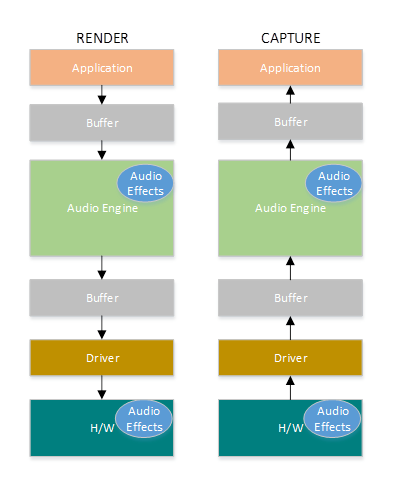 RENDER
Application
Buffer
Audio
Effects
Audio Engine
Buffer
Driver
Audio
Effects
H/W
CAPTURE
Application
Buffer
Audio
Effects
Audio Engine
Buffer
Driver
Audio
Effects
H/W